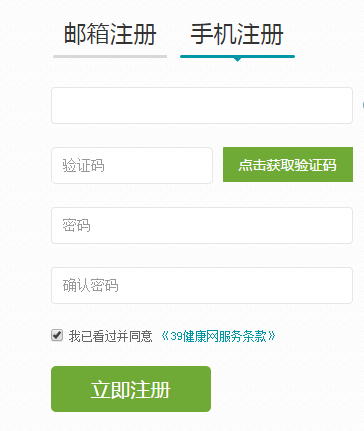 邮箱注册 手机注册
验证码 点击获取验证码
密码
确认密码
我已看过并同意 《39健康网服务条款》
立即注册